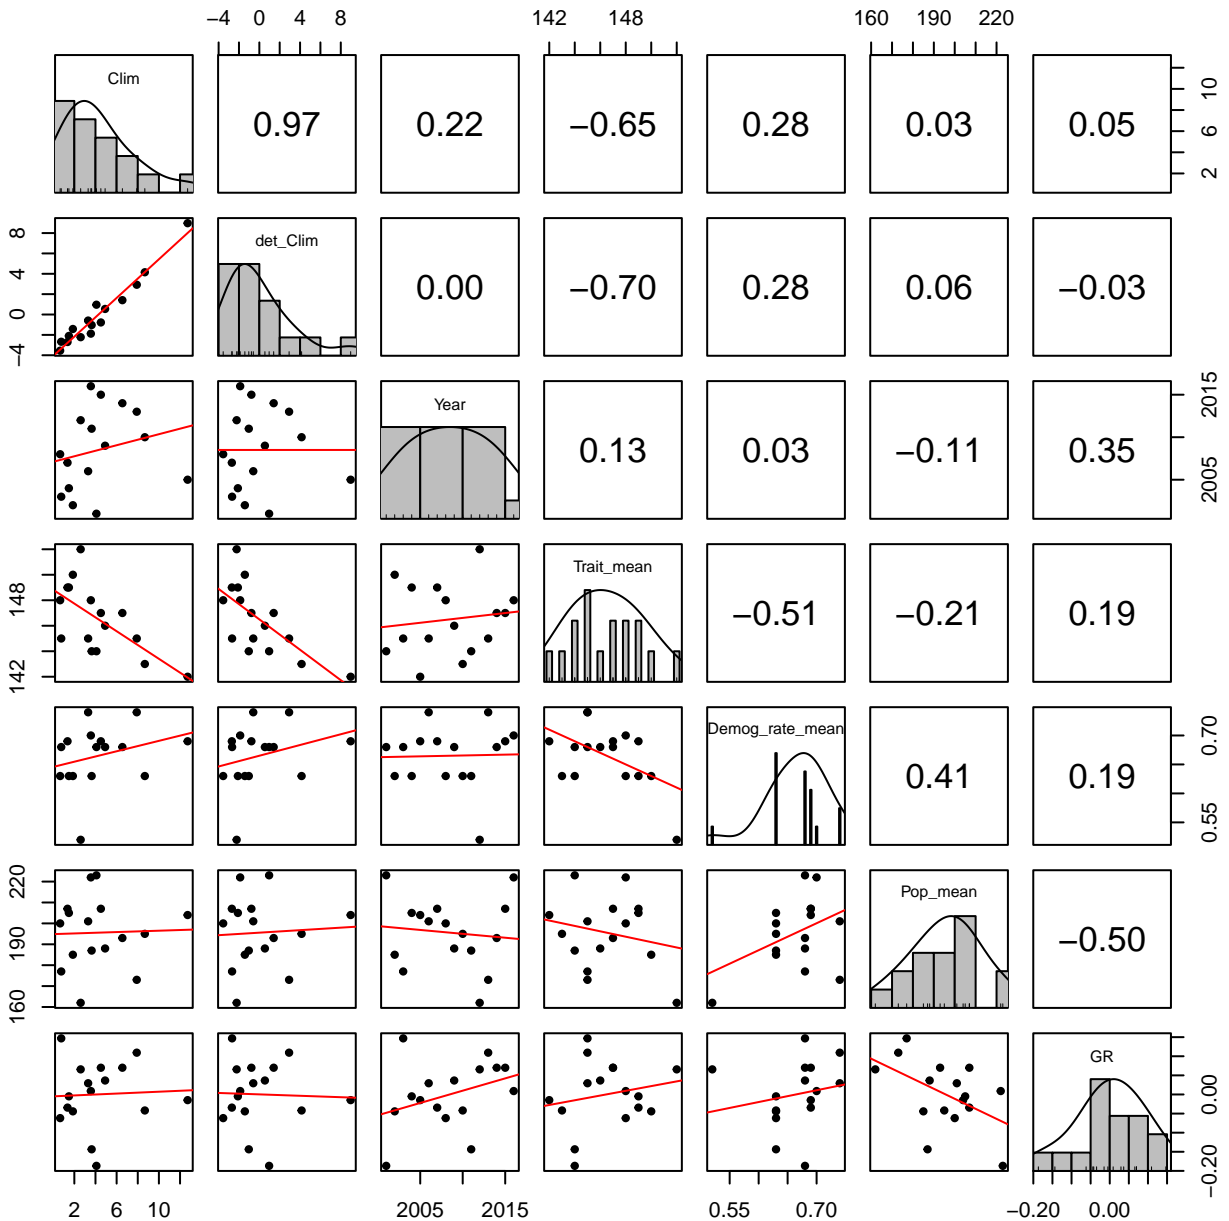 −4 0 4 8 142 148 160 190 220
Clim 0.97 0.22 −0.65 0.28 0.03 0.05 2 6 10
−4 0 4 8 det_Clim 0.00 −0.70 0.28 0.06 −0.03
Year 0.13 0.03 −0.11 0.35 2005 2015
142 148 Trait_mean −0.51 −0.21 0.19
Demog_rate_mean 0.41 0.19 0.55 0.70
160 190 220 Pop_mean −0.50
GR −0.20 0.00
2 6 10 2005 2015 0.55 0.70 −0.20 0.00